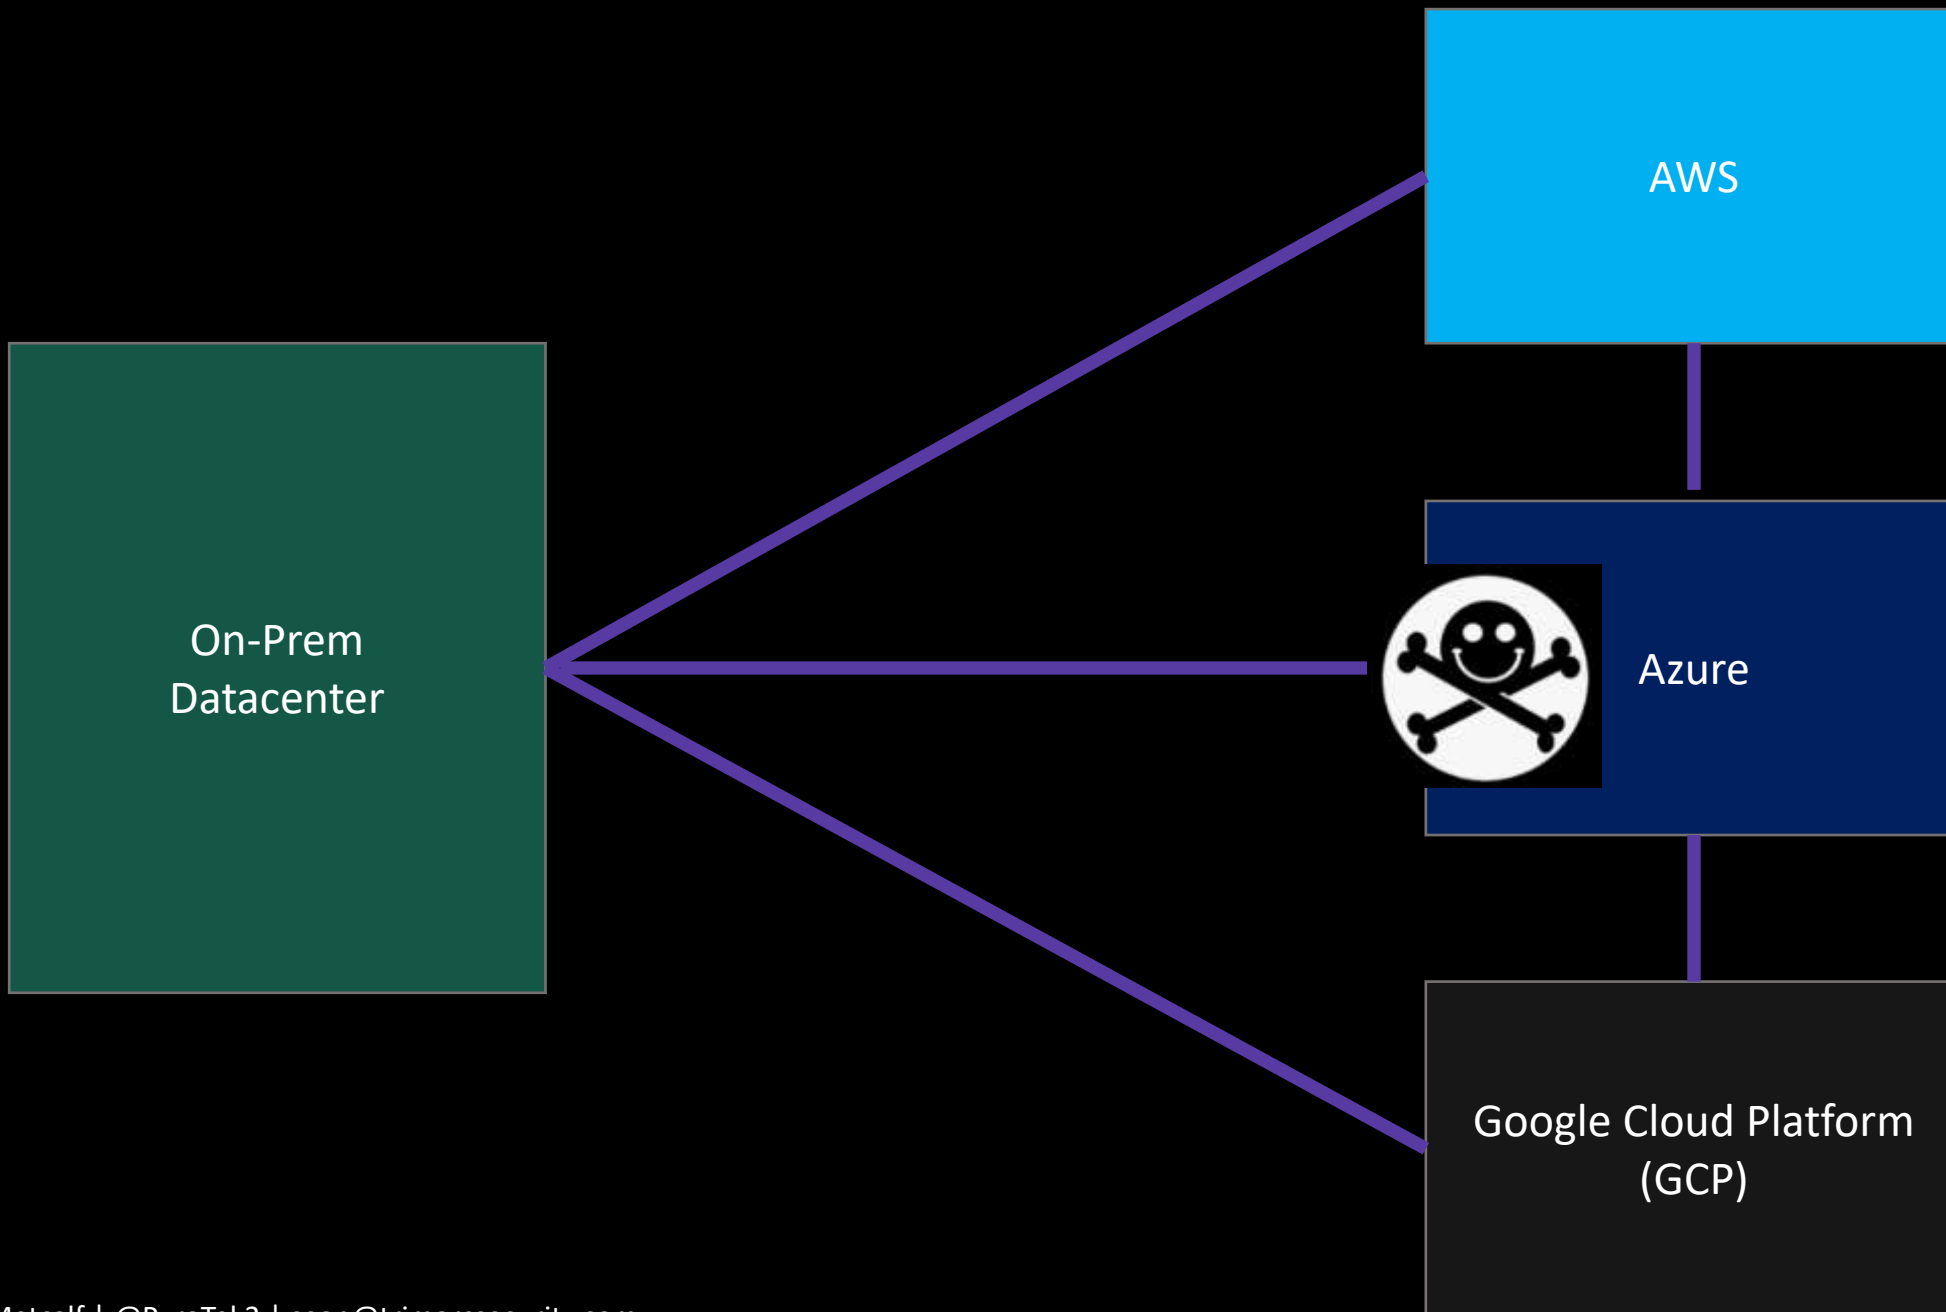 AWS
On-Prem
Datacenter
Azure
Google Cloud Platform
(GCP)